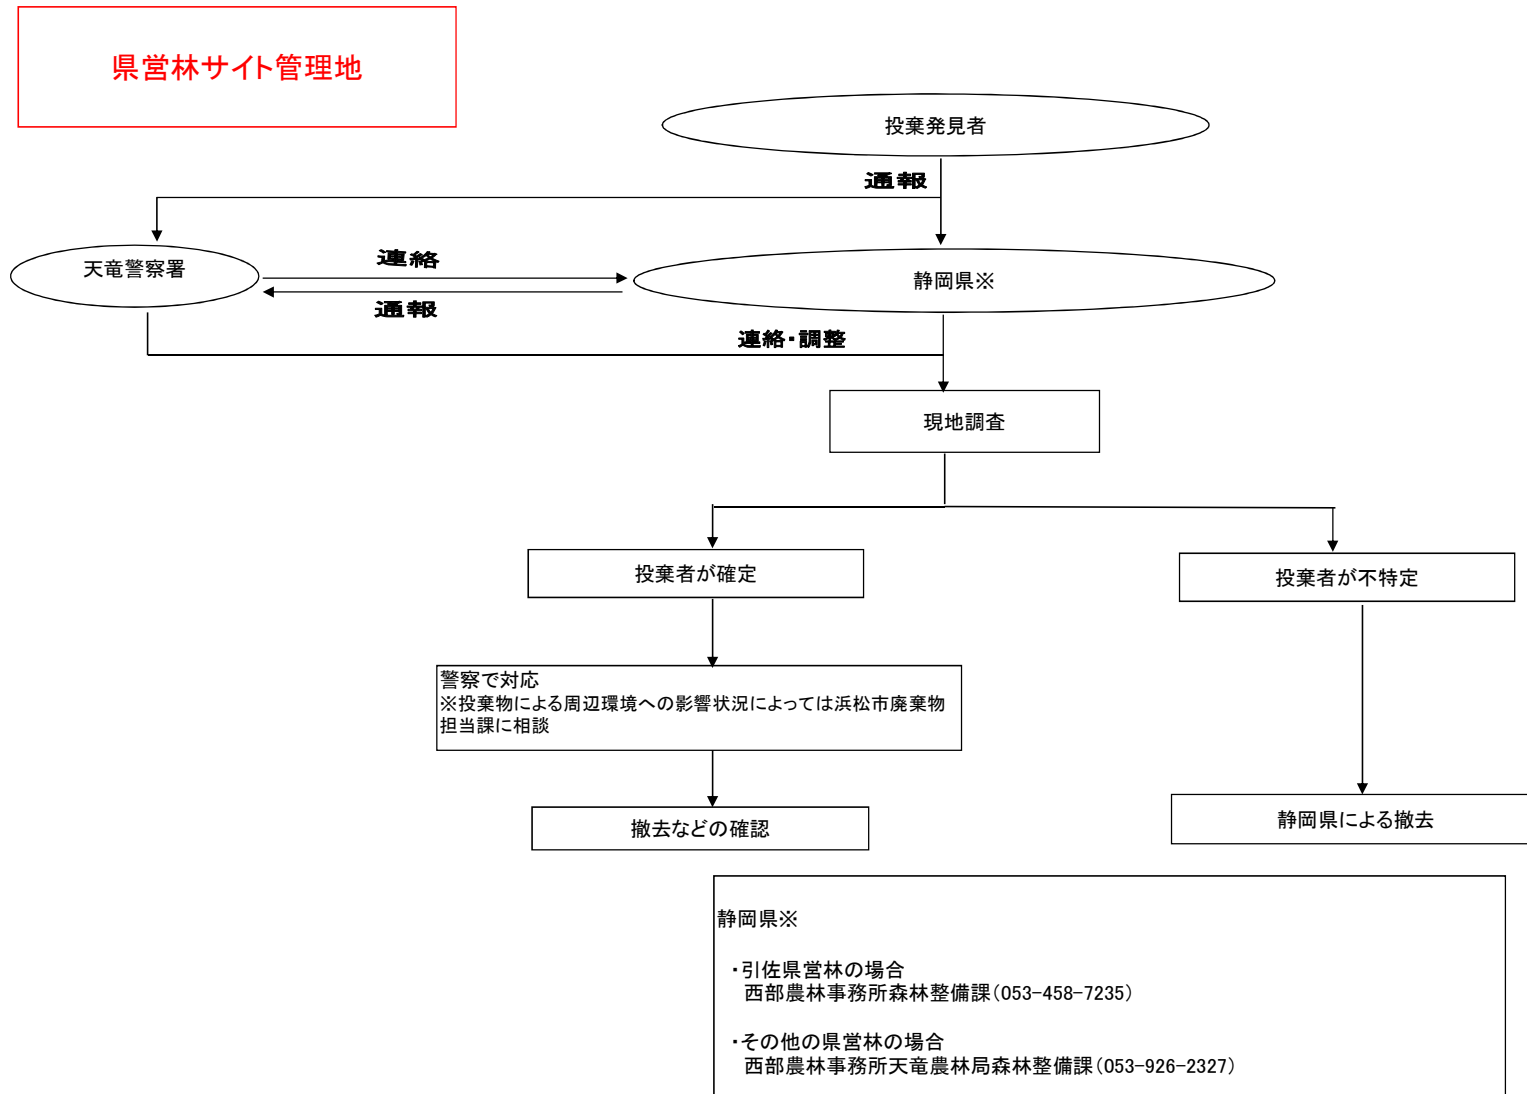 県営林サイト管理地
投棄発見者
通報
天竜警察署
連絡
静岡県※
通報
連絡・調整
現地調査
投棄者が確定
投棄者が不特定
警察で対応
※投棄物による周辺環境への影響状況によっては浜松市廃棄物
担当課に相談
撤去などの確認
静岡県による撤去
静岡県※
・引佐県営林の場合
西部農林事務所森林整備課(053-458-7235)
・その他の県営林の場合
西部農林事務所天竜農林局森林整備課(053-926-2327)